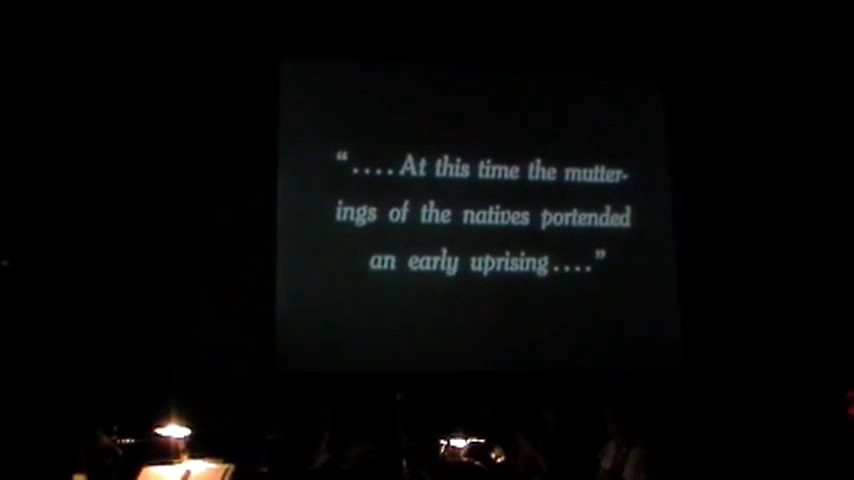 “....At this time the mutter-
ings of the natives portended
an early uprising....”